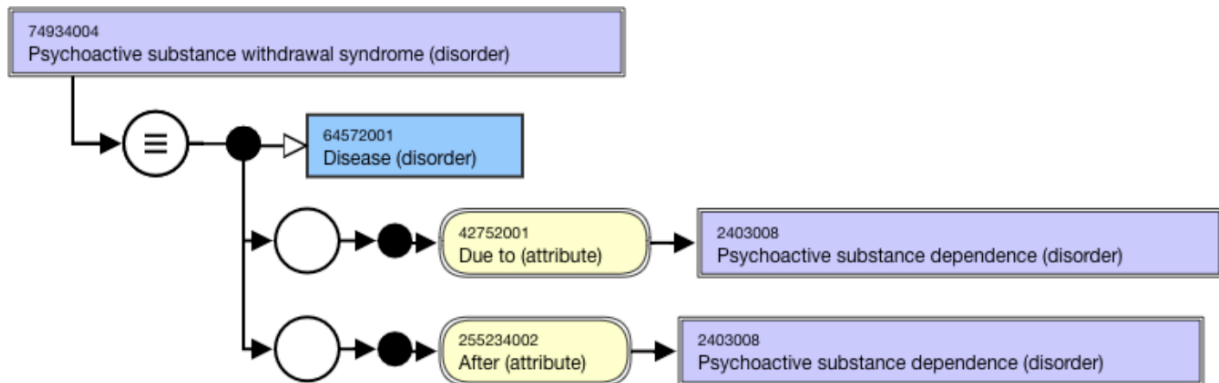 74934004
Psychoactive substance withdrawal syndrome (disorder)
64572001
Disease (disorder)
42752001
Due to (attribute)
2403008
Psychoactive substance dependence (disorder)
255234002
After (attribute)
2403008
Psychoactive substance dependence (disorder)